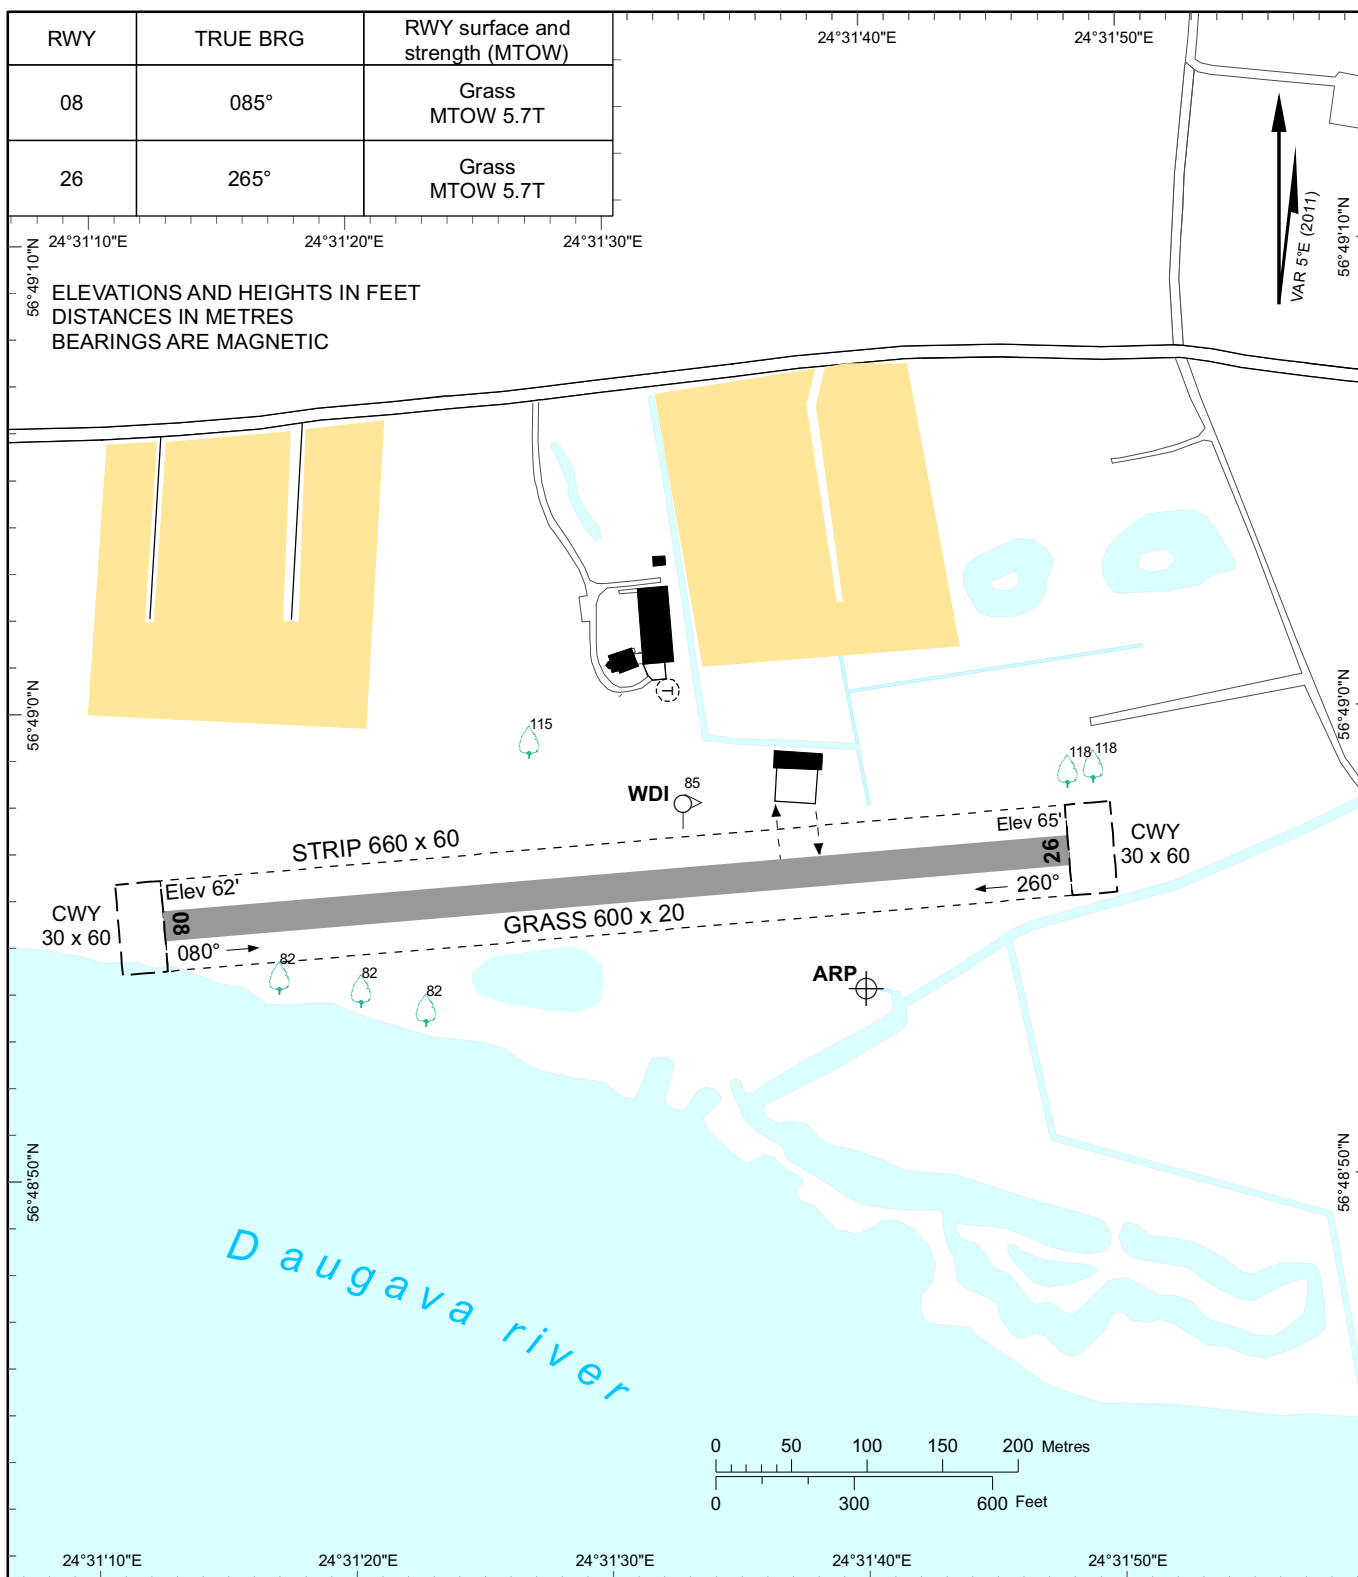 RWY
TRUE BRG
RWY surface and
strength (MTOW)
08
085°
Grass
MTOW 5.7T
26
265°
Grass
MTOW 5.7T
24°31'40"E
24°31'50"E
24°31'10"E
24°31'20"E
24°31'30"E
56°49'10"N
56°49'10"N
VAR 5°E (2011)
ELEVATIONS AND HEIGHTS IN FEET
DISTANCES IN METRES
BEARINGS ARE MAGNETIC
56°49'0"N
56°49'0"N
T
115
118
118
WDI
85
STRIP 660 x 60
Elev 65'
CWY
30 x 60
26
260°
Elev 62'
CWY
30 x 60
08
080°
GRASS 600 x 20
82
82
82
ARP
56°48'50"N
56°48'50"N
Daugava river
0 50 100 150 200 Metres
0 300 600 Feet
24°31'10"E
24°31'20"E
24°31'30"E
24°31'40"E
24°31'50"E